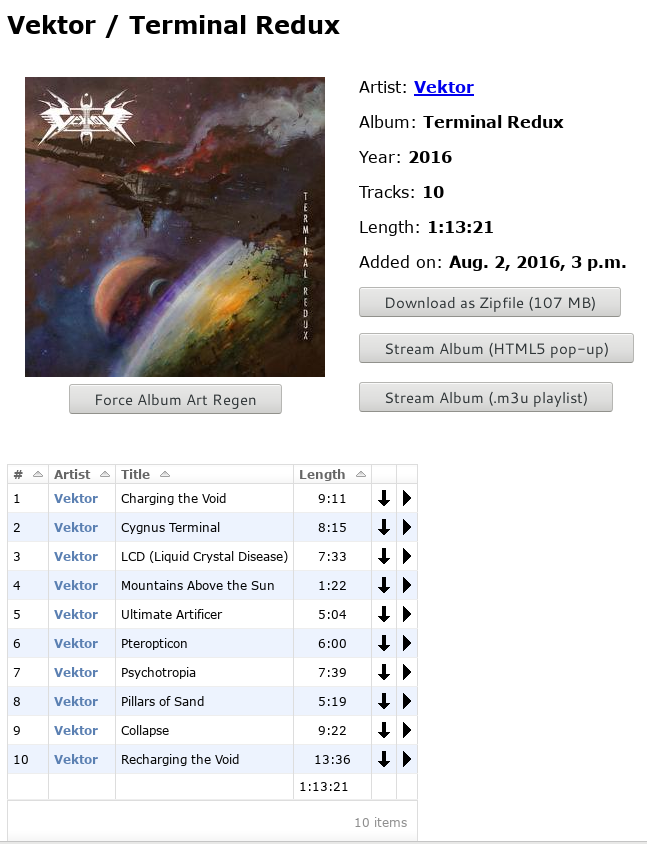 Vektor / Terminal Redux
VEKTOR
TERMINAL REDUX
Artist: Vektor
Album: Terminal Redux
Year: 2016
Tracks: 10
Length: 1:13:21
Added on: Aug. 2, 2016, 3 p.m.
Download as Zipfile (107 MB)
Stream Album (HTML5 pop-up)
Stream Album (.m3u playlist)
Force Album Art Regen
# Artist Title Length
1 Vektor Charging the Void 9:11
2 Vektor Cygnus Terminal 8:15
3 Vektor LCD (Liquid Crystal Disease) 7:33
4 Vektor Mountains Above the Sun 1:22
5 Vektor Ultimate Artificer 5:04
6 Vektor Pteropticon 6:00
7 Vektor Psychotropia 7:39
8 Vektor Pillars of Sand 5:19
9 Vektor Collapse 9:22
10 Vektor Recharging the Void 13:36
1:13:21
10 items